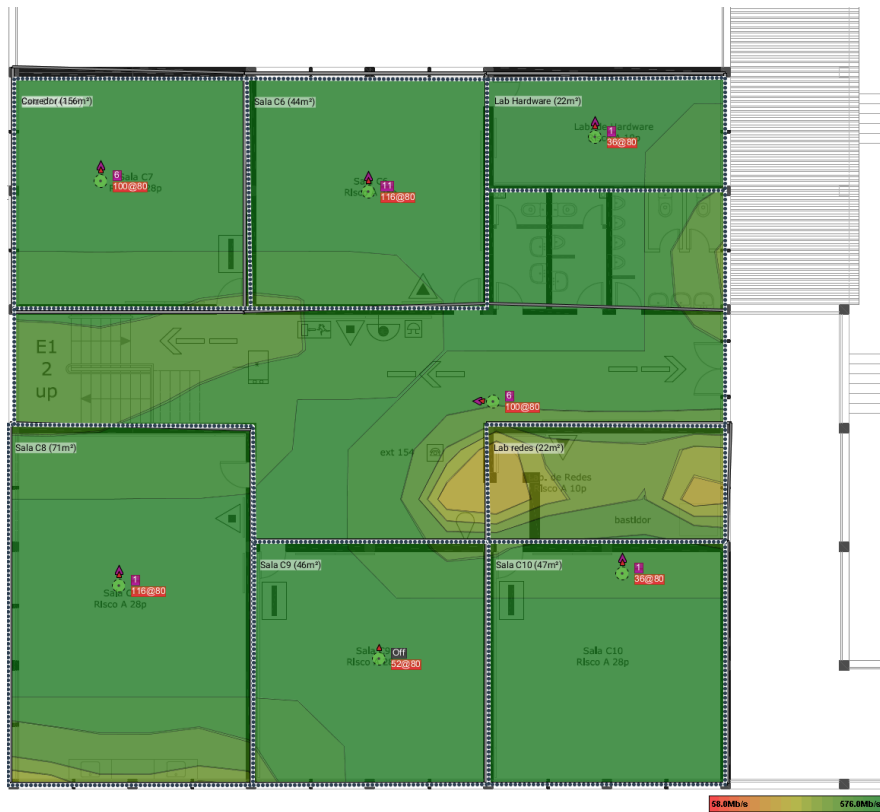 Corredor (156m²)
Sala C6 (44m²)
Lab Hardware (22m²)
Hardware
6
100@80
Sala C7
28p
11
116@80
1
36@80
E1
2
up
6
100@80
Sala C8 (71m²)
ext 154
Lab redes (22m²)
de Redes
Risco A 10p
bastidor
Sala C9 (46m²)
Sala C10 (47m²)
1
116@80
Risco A 28p
Off
52@80
1
36@80
Sala C10
Risco A 28p
58.0Mb/s
576.0Mb/s